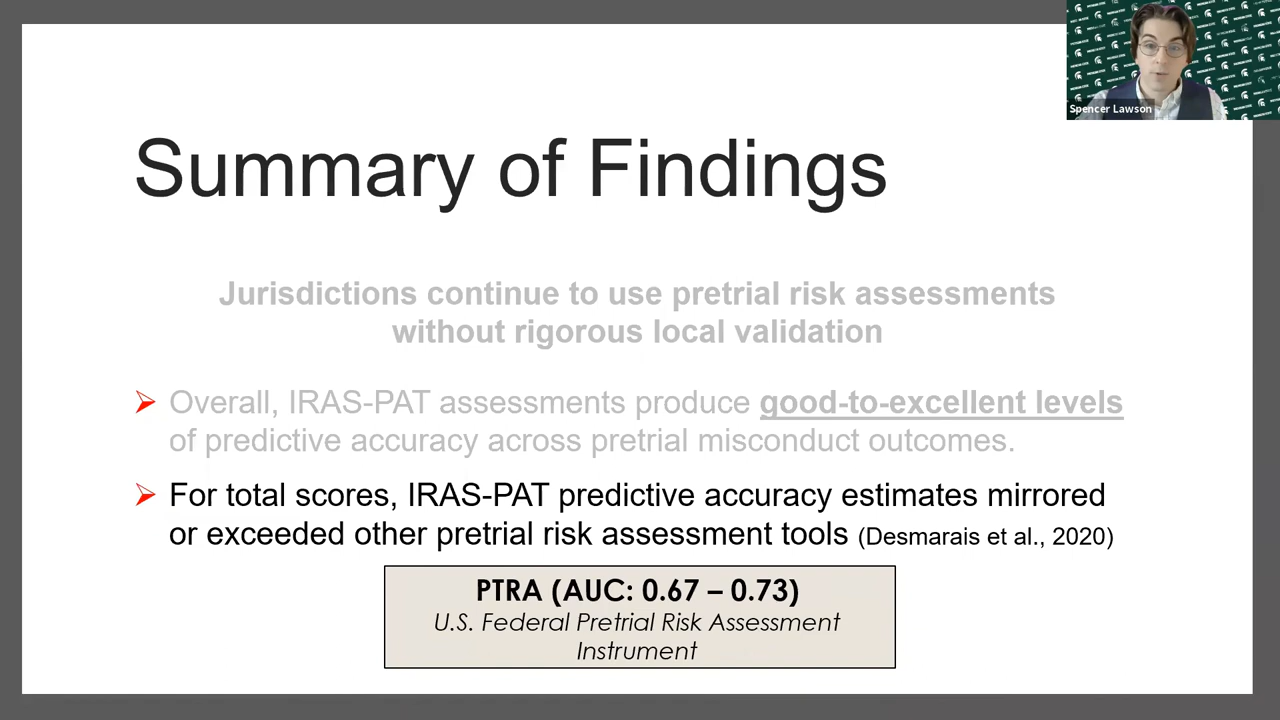 Spencer Lawson
Summary of Findings
Jurisdictions continue to use pretrial risk assessments
without rigorous local validation
Overall, IRAS-PAT assessments produce good-to-excellent levels
of predictive accuracy across pretrial misconduct outcomes.
For total scores, IRAS-PAT predictive accuracy estimates mirrored
or exceeded other pretrial risk assessment tools (Desmarais et al., 2020)
PTRA (AUC: 0.67 – 0.73)
U.S. Federal Pretrial Risk Assessment
Instrument